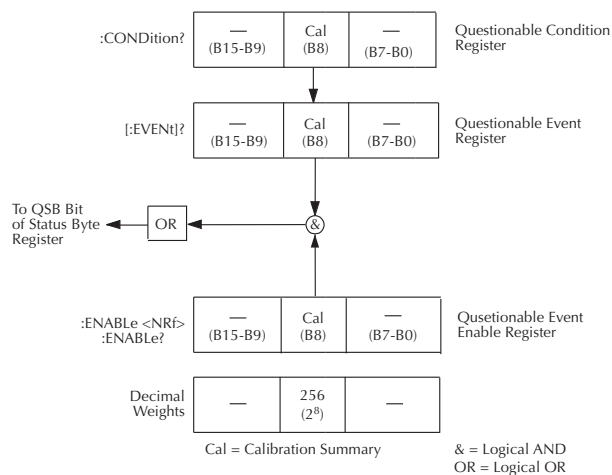 :CONDition?
—
(B15-B9)
Cal
(B8)
—
(B7-B0)
Questionable Condition
Register
[:EVENt]?
—
(B15-B9)
Cal
(B8)
—
(B7-B0)
Questionable Event
Register
To QSB Bit
of Status Byte
Register
OR
&
:ENABLe <NRf>
:ENABLe?
—
(B15-B9)
Cal
(B8)
—
(B7-B0)
Qusetionable Event
Enable Register
Decimal
Weights
—
256
(2⁸)
—
Cal = Calibration Summary
& = Logical AND
OR = Logical OR